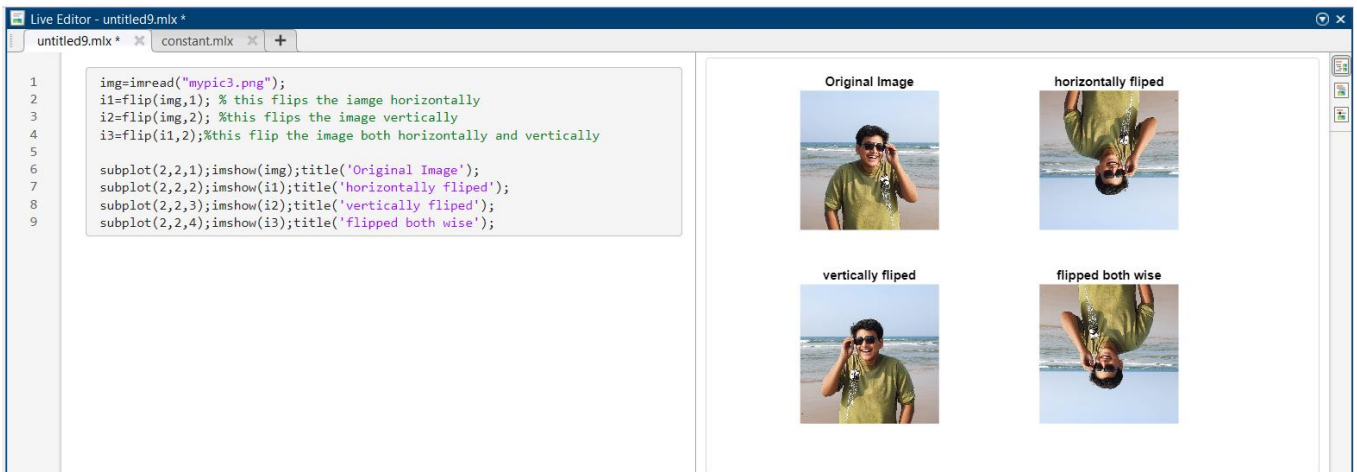 Live Editor - untitled9.mlx *
untitled9.mlx * constant.mlx +
1 img=imread("mypic3.png");
2 i1=flip(img,1); % this flips the iamge horizontally
3 i2=flip(img,2); %this flips the image vertically
4 i3=flip(i1,2);%this flip the image both horizontally and vertically
5
6 subplot(2,2,1);imshow(img);title('Original Image');
7 subplot(2,2,2);imshow(i1);title('horizontally fliped');
8 subplot(2,2,3);imshow(i2);title('vertically fliped');
9 subplot(2,2,4);imshow(i3);title('flipped both wise');
Original Image horizontally fliped
vertically fliped flipped both wise